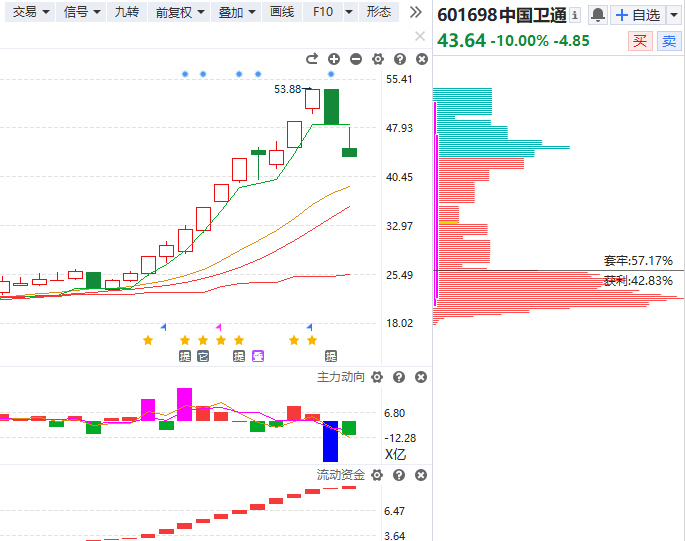 交易 信号 九转 前复权 叠加 画线 F10 形态
601698中国卫通
自选
43.64 -10.00% -4.85
买 卖
53.88
55.41
47.93
40.45
32.97
25.49
18.02
套牢:57.17%
获利:42.83%
提 它 提 提
主力动向
6.80
-12.28
X亿
流动资金
6.47
3.64